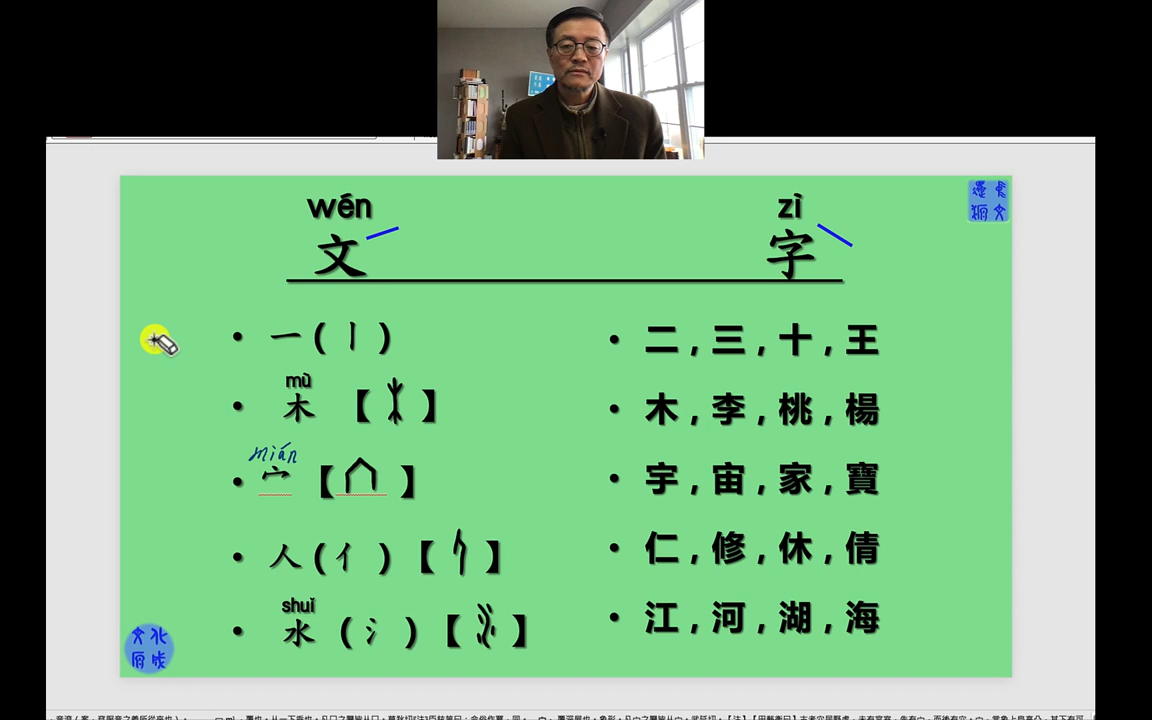 wén zì
文 字
• 一 ( 丨 ) • 二 , 三 , 十 , 王
mù
• 木 【 】 • 木 , 李 , 桃 , 楊
mián
• 宀 【 】 • 宇 , 宙 , 家 , 寶
• 人 ( 亻 ) 【 】 • 仁 , 修 , 休 , 倩
shuǐ
• 水 ( 氵 ) 【 】 • 江 , 河 , 湖 , 海